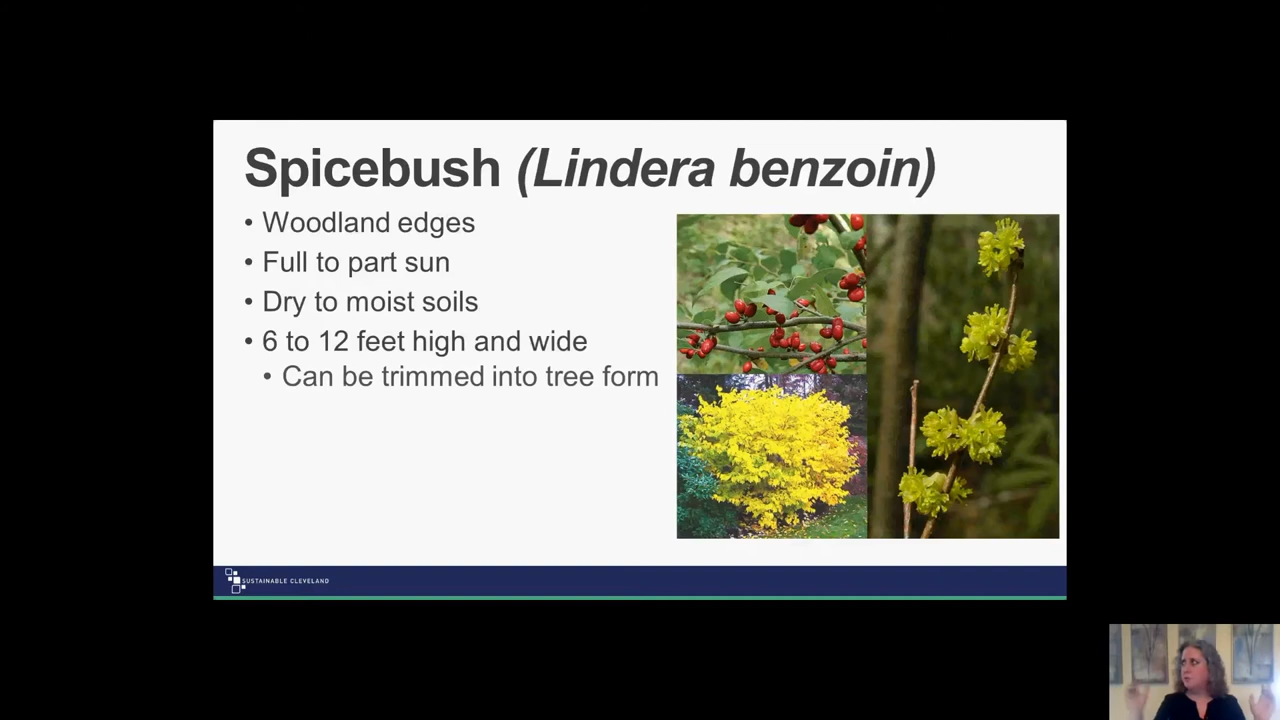 Spicebush (Lindera benzoin)
• Woodland edges
• Full to part sun
• Dry to moist soils
• 6 to 12 feet high and wide
• Can be trimmed into tree form
SUSTAINABLE CLEVELAND